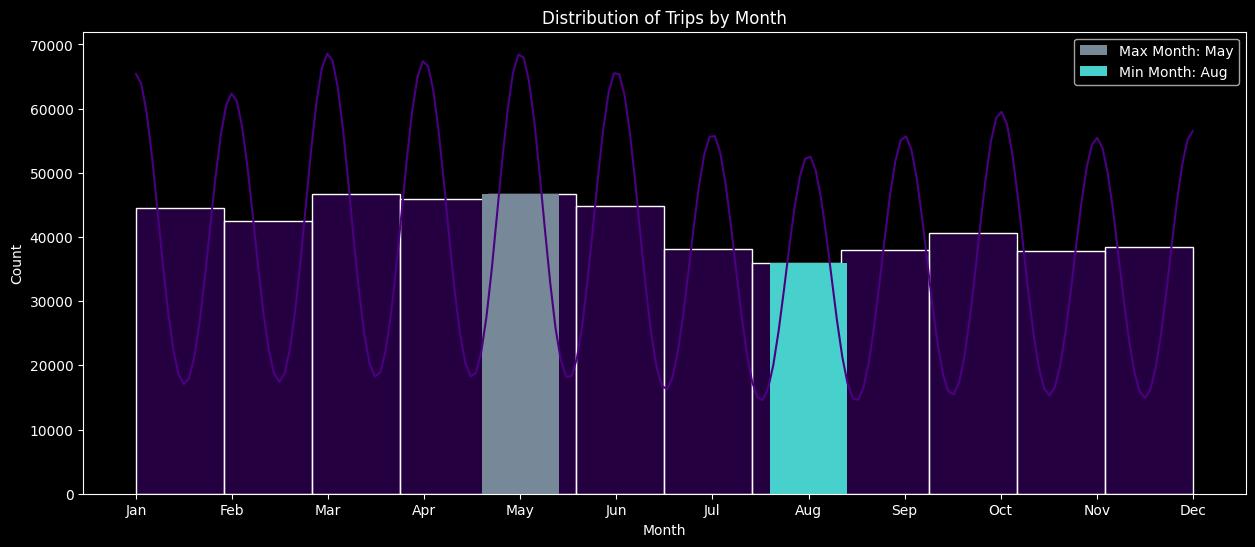 Distribution of Trips by Month
Max Month: May
Min Month: Aug
70000
60000
50000
40000
30000
20000
10000
0
Count
Jan Feb Mar Apr May Jun Jul Aug Sep Oct Nov Dec
Month